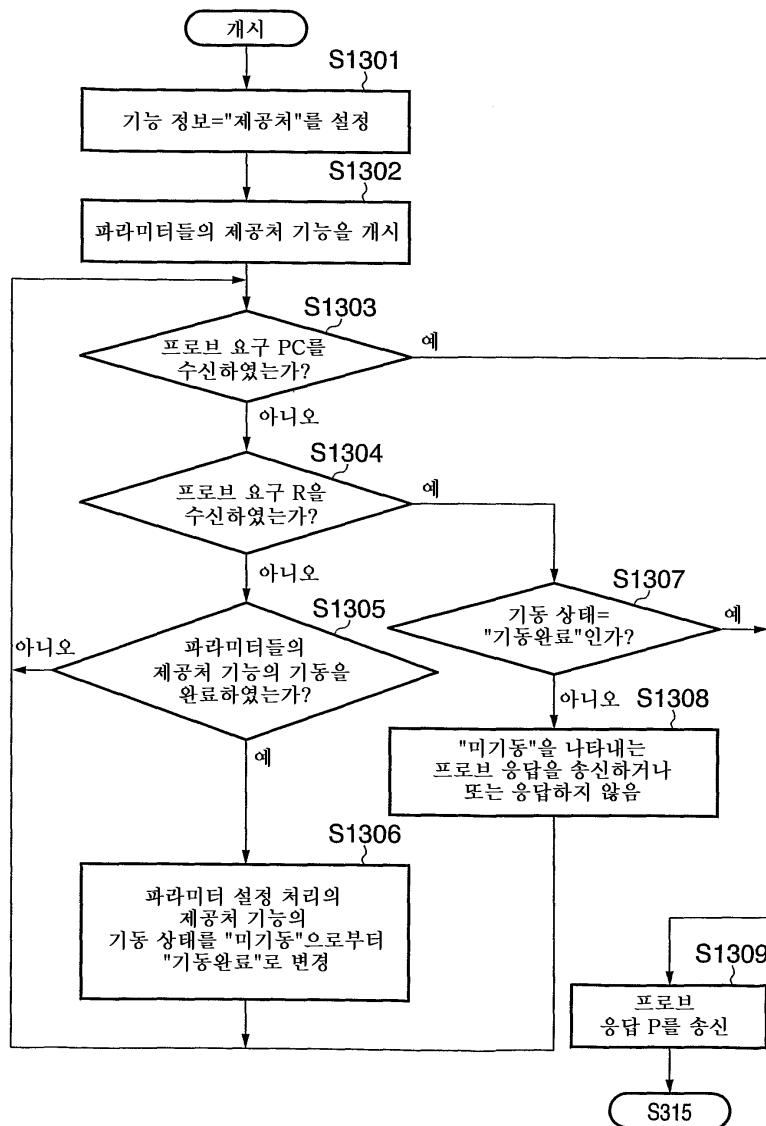 개시
S1301
기능 정보="제공처"를 설정
S1302
파라미터들의 제공처 기능을 개시
S1303
프로브 요구 PC를
수신하였는가?
예
아니오
S1304
프로브 요구 R을
수신하였는가?
예
아니오
S1305
파라미터들의
제공처 기능의 기동을
완료하였는가?
아니오
예
S1307
기동 상태=
"기동완료"인가?
예
아니오
S1308
"미기동"을 나타내는
프로브 응답을 송신하거나
또는 응답하지 않음
S1306
파라미터 설정 처리의
제공처 기능의
기동 상태를 "미기동"으로부터
"기동완료"로 변경
S1309
프로브
응답 P를 송신
S315